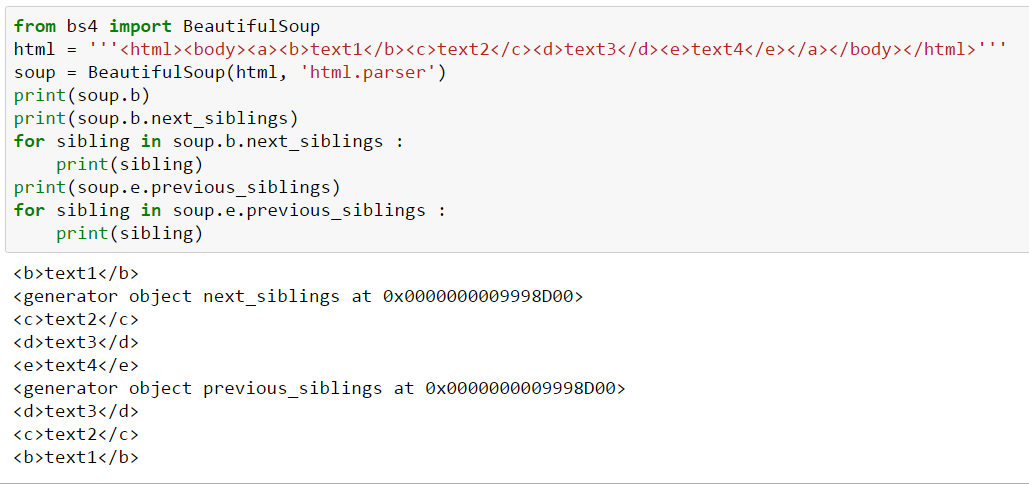 from bs4 import BeautifulSoup
html = '''<html><body><a><b>text1</b><c>text2</c><d>text3</d><e>text4</e></a></body></html>'''
soup = BeautifulSoup(html, 'html.parser')
print(soup.b)
print(soup.b.next_siblings)
for sibling in soup.b.next_siblings :
    print(sibling)
print(soup.e.previous_siblings)
for sibling in soup.e.previous_siblings :
    print(sibling)
<b>text1</b>
<generator object next_siblings at 0x0000000009998D00>
<c>text2</c>
<d>text3</d>
<e>text4</e>
<generator object previous_siblings at 0x0000000009998D00>
<d>text3</d>
<c>text2</c>
<b>text1</b>